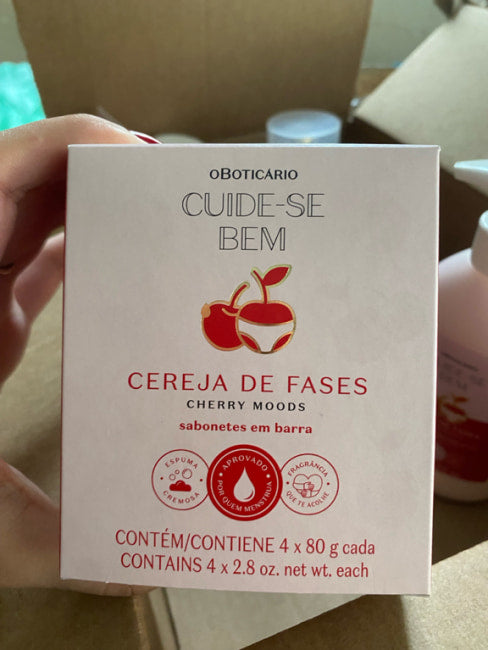 oBOTICÁRIO
CUIDE-SE
BEM
CEREJA DE FASES
CHERRY MOODS
sabonetes em barra
ESPUMA
CREMOSA
APROVADO
POR QUEM MENSTRUA
FRAGRÂNCIA
QUE TE ACOLHE
CONTÉM/CONTIENE 4 x 80 g cada
CONTAINS 4 x 2.8 oz. net wt. each